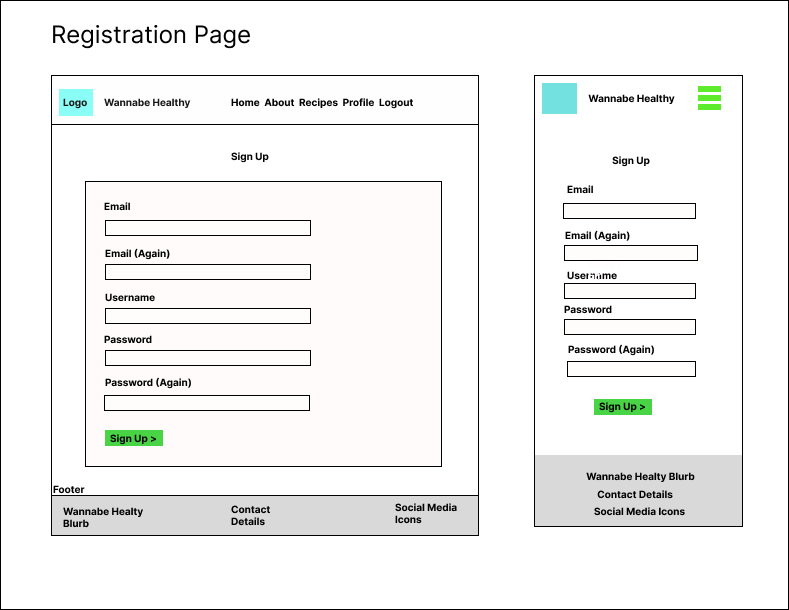 Registration Page
Logo
Wannabe Healthy
Home About Recipes Profile Logout
Sign Up
Email
Email (Again)
Username
Password
Password (Again)
Sign Up >
Footer
Wannabe Healty
Blurb
Contact
Details
Social Media
Icons
Wannabe Healthy
Sign Up
Email
Email (Again)
Username
Password
Password (Again)
Sign Up >
Wannabe Healty Blurb
Contact Details
Social Media Icons